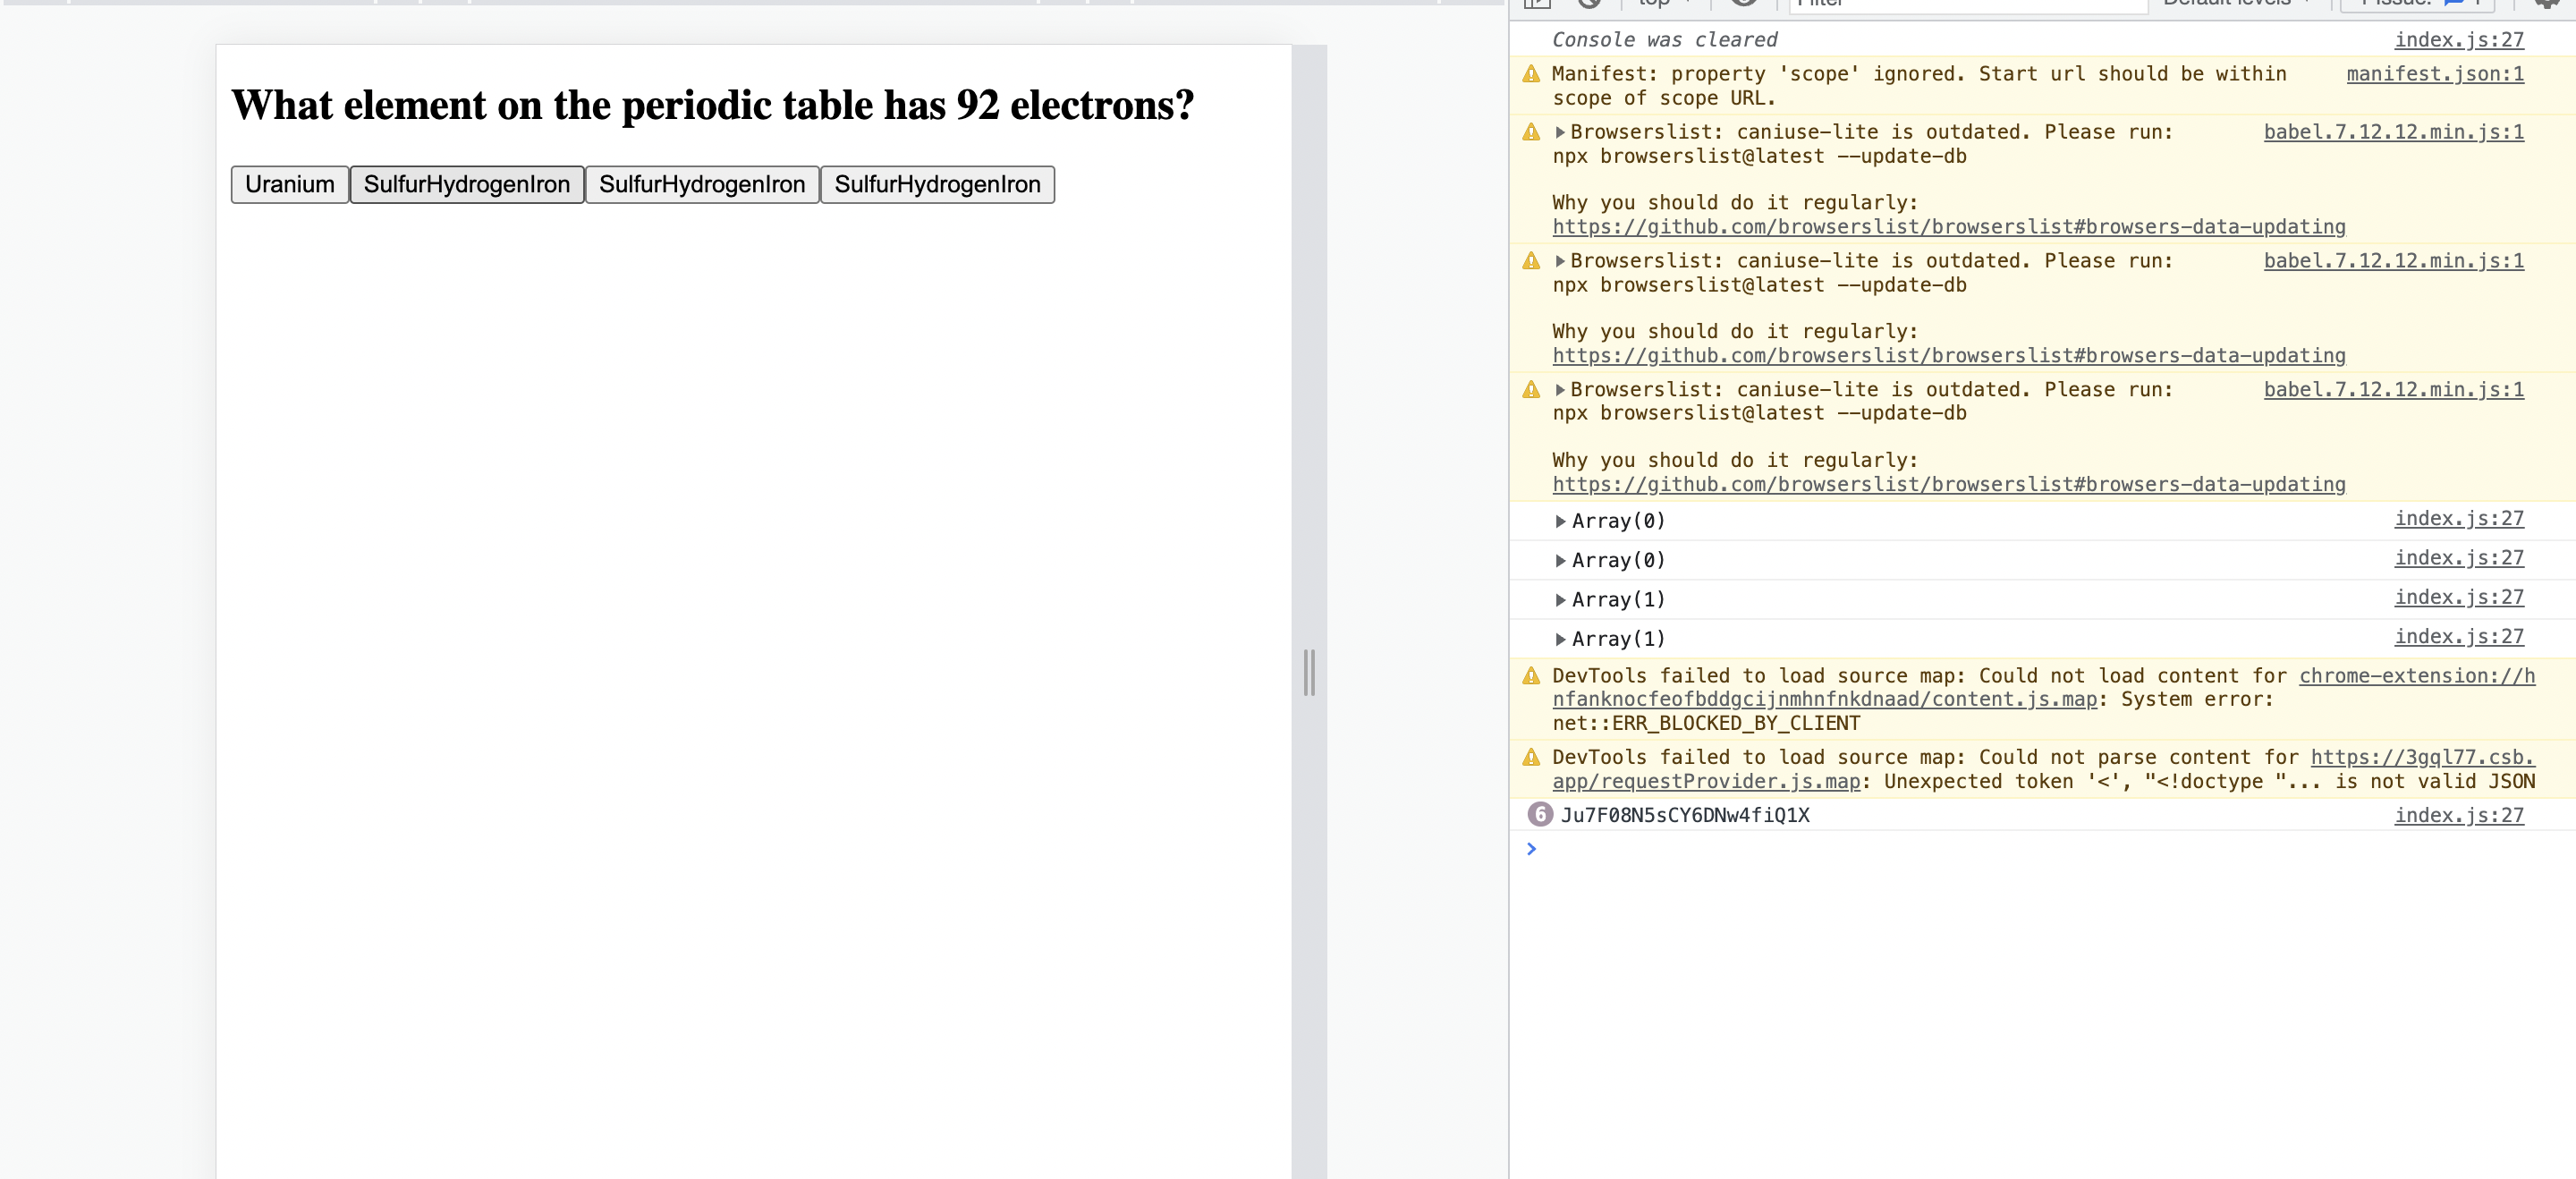 What element on the periodic table has 92 electrons?
Uranium SulfurHydrogenIron SulfurHydrogenIron SulfurHydrogenIron
Console was cleared index.js:27
Manifest: property 'scope' ignored. Start url should be within manifest.json:1
scope of scope URL.
Browserslist: caniuse-lite is outdated. Please run: babel.7.12.12.min.js:1
npx browserslist@latest --update-db
Why you should do it regularly:
https://github.com/browserslist/browserslist#browsers-data-updating
Browserslist: caniuse-lite is outdated. Please run: babel.7.12.12.min.js:1
npx browserslist@latest --update-db
Why you should do it regularly:
https://github.com/browserslist/browserslist#browsers-data-updating
Browserslist: caniuse-lite is outdated. Please run: babel.7.12.12.min.js:1
npx browserslist@latest --update-db
Why you should do it regularly:
https://github.com/browserslist/browserslist#browsers-data-updating
Array(0) index.js:27
Array(0) index.js:27
Array(1) index.js:27
Array(1) index.js:27
DevTools failed to load source map: Could not load content for chrome-extension://h
nfanknocfeofbddgcijnmhnfnkdnaad/content.js.map: System error:
net::ERR_BLOCKED_BY_CLIENT
DevTools failed to load source map: Could not parse content for https://3gql77.csb.
app/requestProvider.js.map: Unexpected token '<', "<!doctype "... is not valid JSON
6 Ju7F08N5sCY6DNw4fiQ1X index.js:27